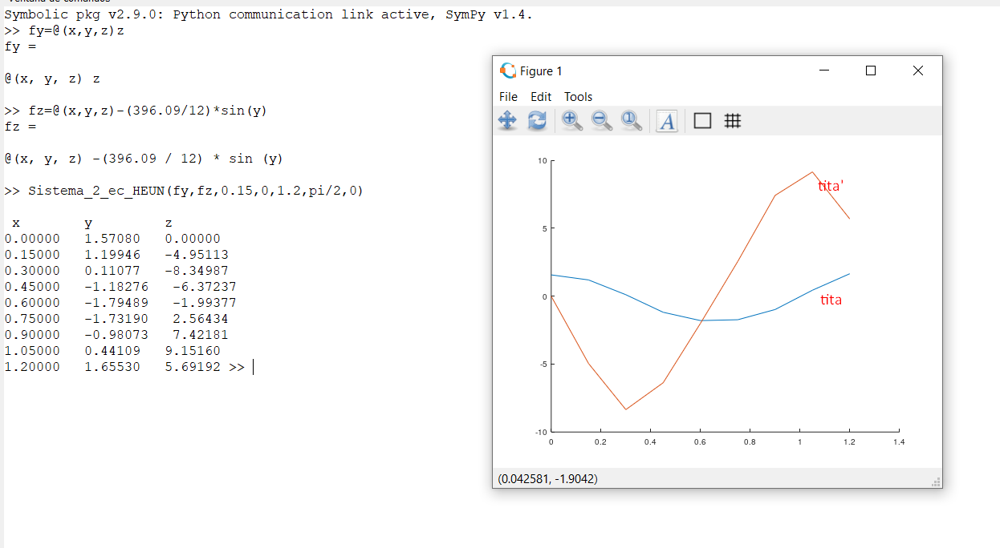 Ventana de comandos
Symbolic pkg v2.9.0: Python communication link active, SymPy v1.4.
>> fy=@(x,y,z)z
fy =
@(x, y, z) z
>> fz=@(x,y,z)-(396.09/12)*sin(y)
fz =
@(x, y, z) -(396.09 / 12) * sin (y)
>> Sistema_2_ec_HEUN(fy,fz,0.15,0,1.2,pi/2,0)
x y z
0.00000 1.57080 0.00000
0.15000 1.19946 -4.95113
0.30000 0.11077 -8.34987
0.45000 -1.18276 -6.37237
0.60000 -1.79489 -1.99377
0.75000 -1.73190 2.56434
0.90000 -0.98073 7.42181
1.05000 0.44109 9.15160
1.20000 1.65530 5.69192 >>
Figure 1
File Edit Tools
A
10
5
0
-5
-10
0 0.2 0.4 0.6 0.8 1 1.2 1.4
tita'
tita
(0.042581, -1.9042)